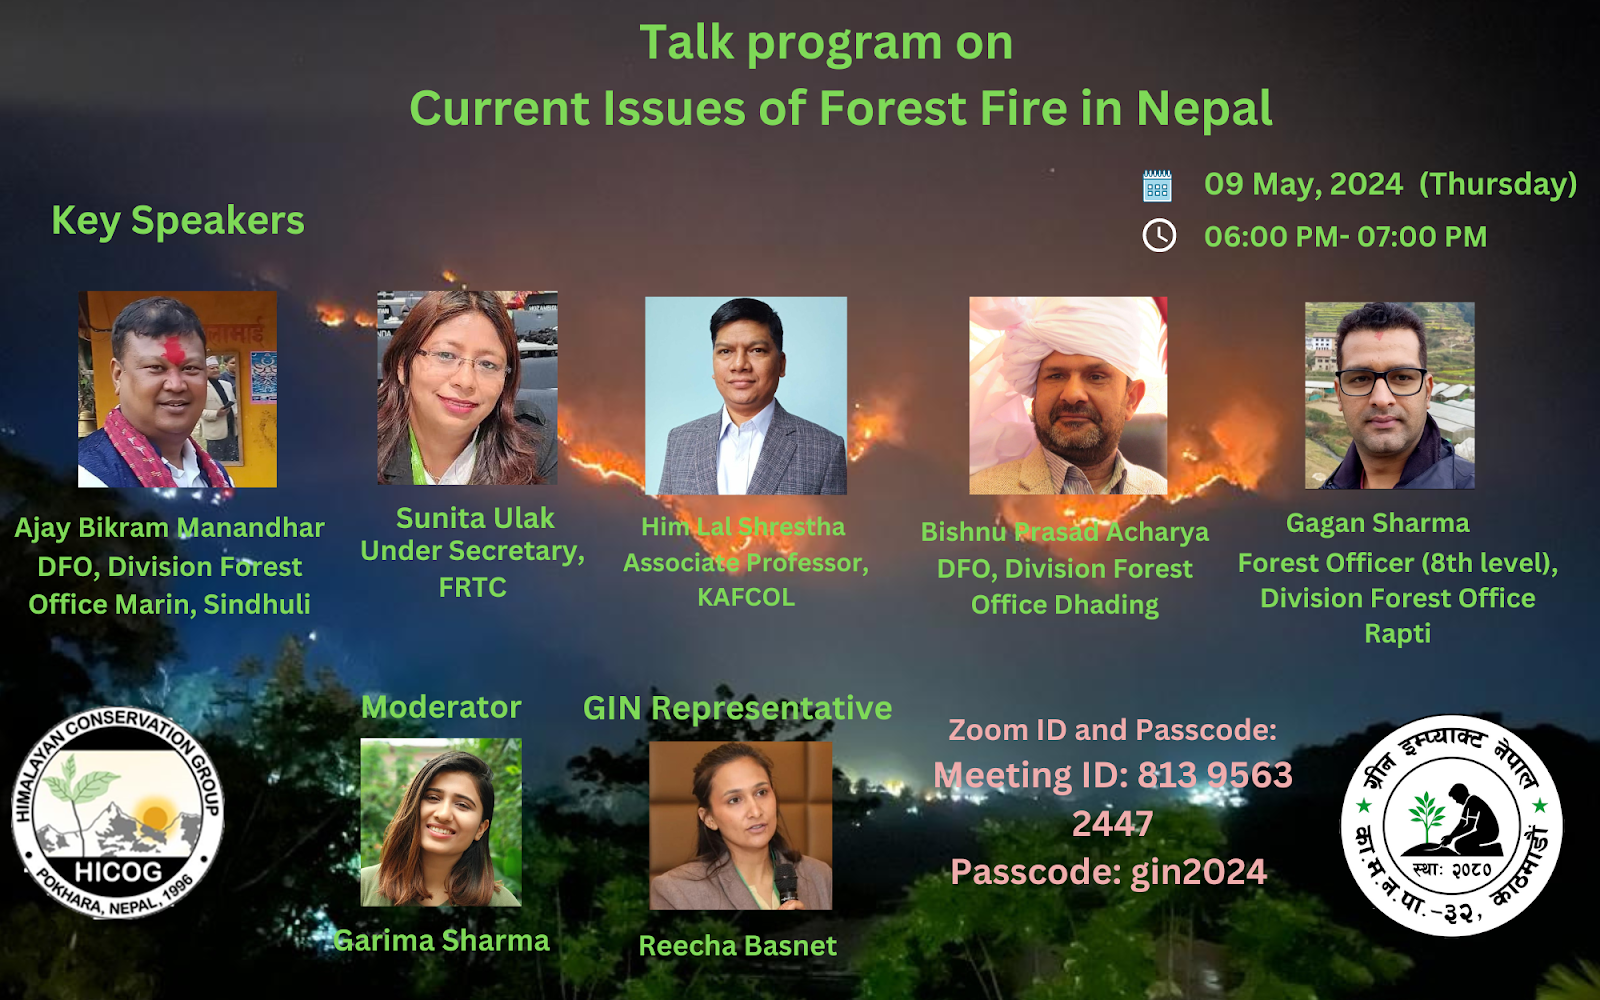 Talk program on
Current Issues of Forest Fire in Nepal
09 May, 2024 (Thursday)
06:00 PM- 07:00 PM
Key Speakers
Ajay Bikram Manandhar
DFO, Division Forest
Office Marin, Sindhuli
Sunita Ulak
Under Secretary,
FRTC
Him Lal Shrestha
Associate Professor,
KAFCOL
Bishnu Prasad Acharya
DFO, Division Forest
Office Dhading
Gagan Sharma
Forest Officer (8th level),
Division Forest Office
Rapti
Moderator
Garima Sharma
GIN Representative
Reecha Basnet
Zoom ID and Passcode:
Meeting ID: 813 9563
2447
Passcode: gin2024
HIMALAYAN CONSERVATION GROUP
HICOG
POKHARA, NEPAL, 1996
ग्रीन इम्प्याक्ट नेपाल
स्था: २०८०
का.म.न.पा.-३२, काठमाडौं